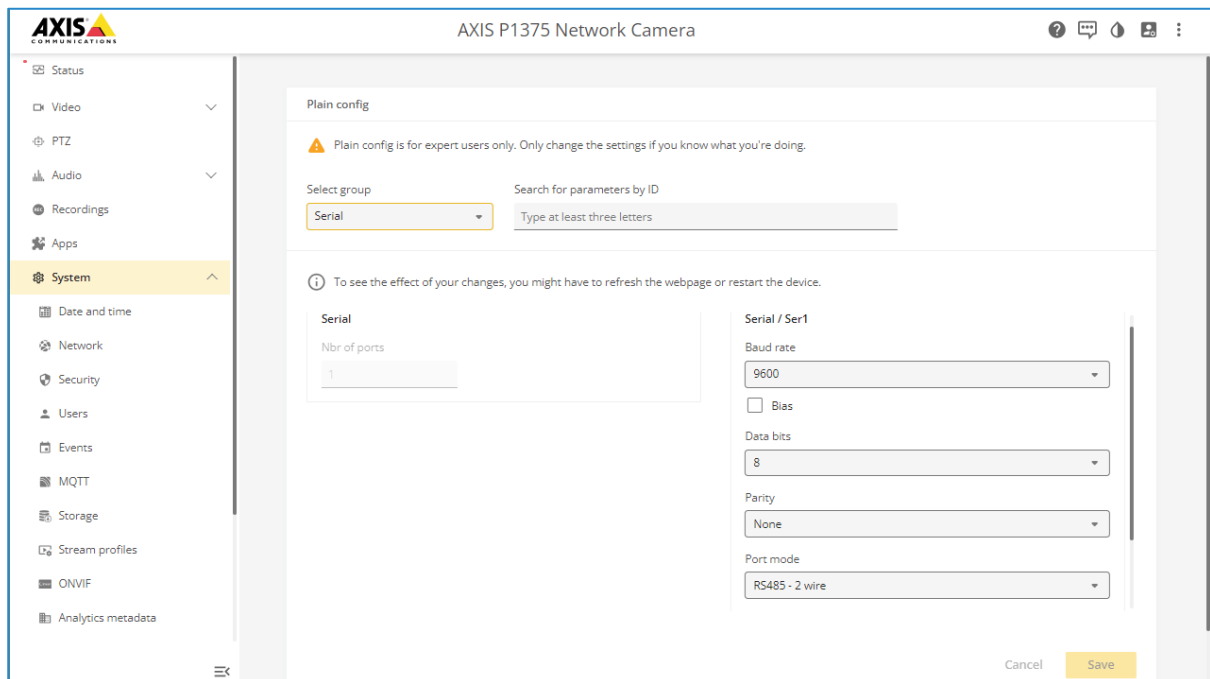 AXIS
COMMUNICATIONS
AXIS P1375 Network Camera
Status
Video
PTZ
Audio
Recordings
Apps
System
Date and time
Network
Security
Users
Events
MQTT
Storage
Stream profiles
ONVIF
Analytics metadata
Plain config
Plain config is for expert users only. Only change the settings if you know what you're doing.
Select group
Search for parameters by ID
Serial
Type at least three letters
To see the effect of your changes, you might have to refresh the webpage or restart the device.
Serial
Nbr of ports
1
Serial / Ser1
Baud rate
9600
Bias
Data bits
8
Parity
None
Port mode
RS485 - 2 wire
Cancel
Save